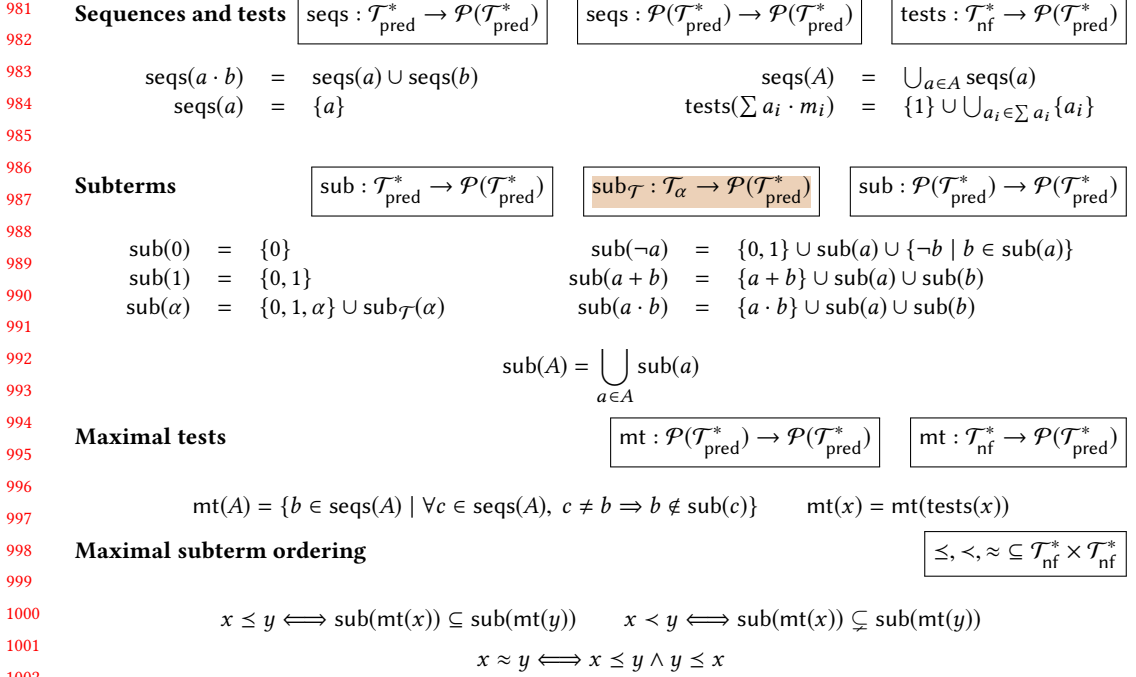 981 Sequences and tests seqs : 𝒯*pred → 𝒫(𝒯*pred) seqs : 𝒫(𝒯*pred) → 𝒫(𝒯*pred) tests : 𝒯*nf → 𝒫(𝒯*pred)
982
983 seqs(a · b) = seqs(a) ∪ seqs(b) seqs(A) = ⋃a∈A seqs(a)
984 seqs(a) = {a} tests(∑ ai · mi) = {1} ∪ ⋃ai∈∑ ai {ai}
985
986
987 Subterms sub : 𝒯*pred → 𝒫(𝒯*pred) sub𝒯 : 𝒯α → 𝒫(𝒯*pred) sub : 𝒫(𝒯*pred) → 𝒫(𝒯*pred)
988
989 sub(0) = {0} sub(¬a) = {0, 1} ∪ sub(a) ∪ {¬b | b ∈ sub(a)}
990 sub(1) = {0, 1} sub(a + b) = {a + b} ∪ sub(a) ∪ sub(b)
991 sub(α) = {0, 1, α} ∪ sub𝒯(α) sub(a · b) = {a · b} ∪ sub(a) ∪ sub(b)
992 sub(A) = ⋃ sub(a)
993 a∈A
994
995 Maximal tests mt : 𝒫(𝒯*pred) → 𝒫(𝒯*pred) mt : 𝒯*nf → 𝒫(𝒯*pred)
996
997 mt(A) = {b ∈ seqs(A) | ∀c ∈ seqs(A), c ≠ b ⇒ b ∉ sub(c)} mt(x) = mt(tests(x))
998 Maximal subterm ordering ⪯, ≺, ≈ ⊆ 𝒯*nf × 𝒯*nf
999
1000 x ⪯ y ⟺ sub(mt(x)) ⊆ sub(mt(y)) x ≺ y ⟺ sub(mt(x)) ⊊ sub(mt(y))
1001 x ≈ y ⟺ x ⪯ y ∧ y ⪯ x
1002